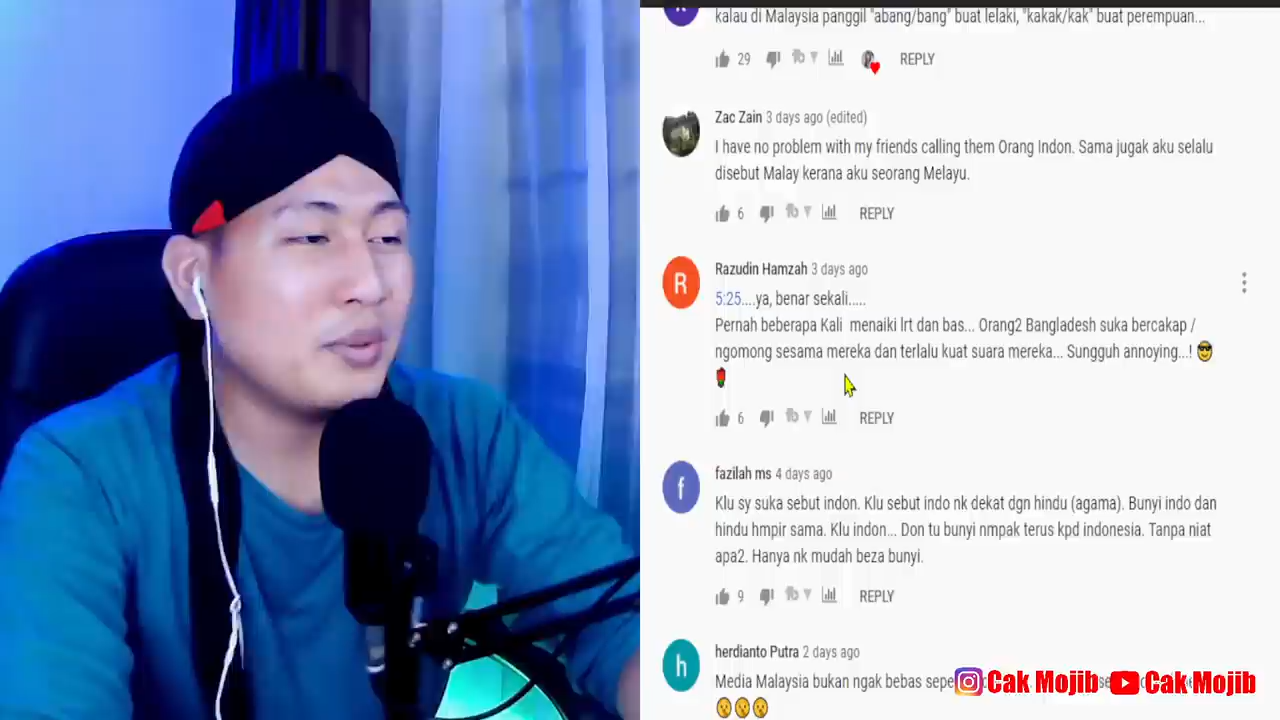 kalau di Malaysia panggil "abang/bang" buat lelaki, "kakak/kak" buat perempuan...
29 REPLY
Zac Zain 3 days ago (edited)
I have no problem with my friends calling them Orang Indon. Sama jugak aku selalu
disebut Malay kerana aku seorang Melayu.
6 REPLY
R
Razudin Hamzah 3 days ago
5:25....ya, benar sekali.....
Pernah beberapa Kali menaiki lrt dan bas... Orang2 Bangladesh suka bercakap /
ngomong sesama mereka dan terlalu kuat suara mereka... Sungguh annoying...! 😎
🌹
6 REPLY
f
fazilah ms 4 days ago
Klu sy suka sebut indon. Klu sebut indo nk dekat dgn hindu (agama). Bunyi indo dan
hindu hmpir sama. Klu indon... Don tu bunyi nmpak terus kpd indonesia. Tanpa niat
apa2. Hanya nk mudah beza bunyi.
9 REPLY
h
herdianto Putra 2 days ago
Media Malaysia bukan ngak bebas
😮😮😮
Cak Mojib Cak Mojib